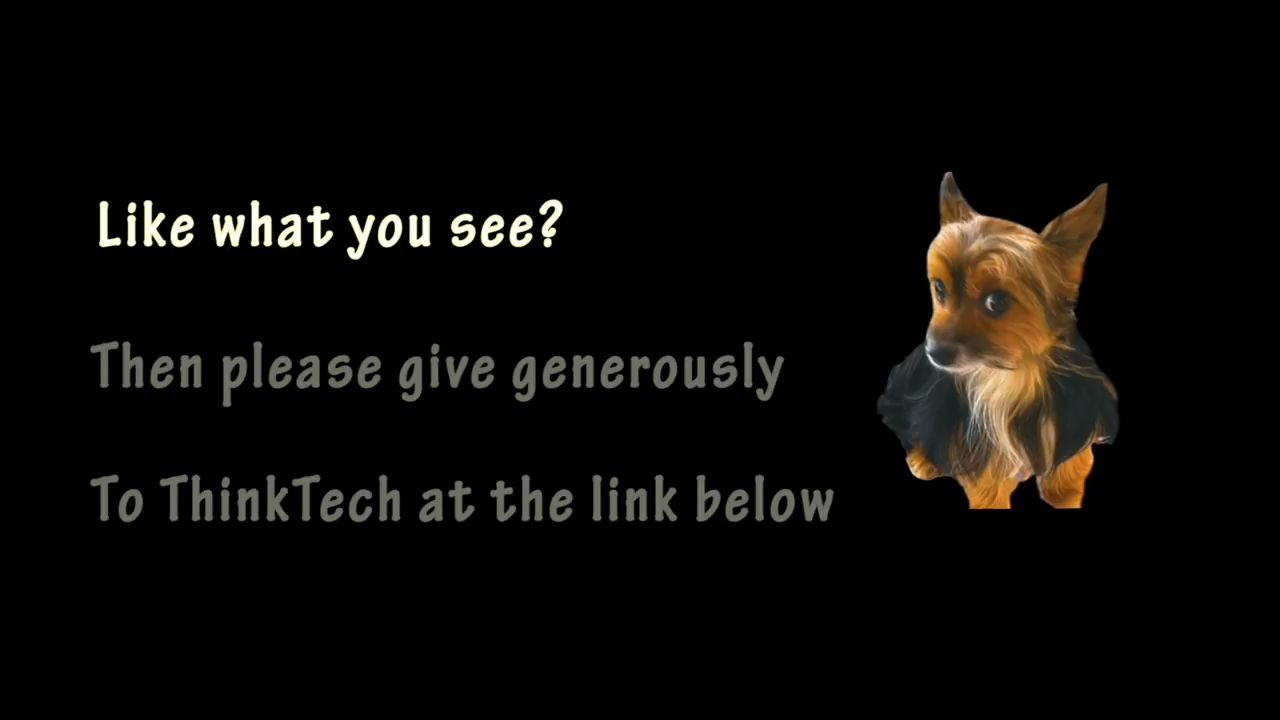 Like what you see?
Then please give generously
To ThinkTech at the link below